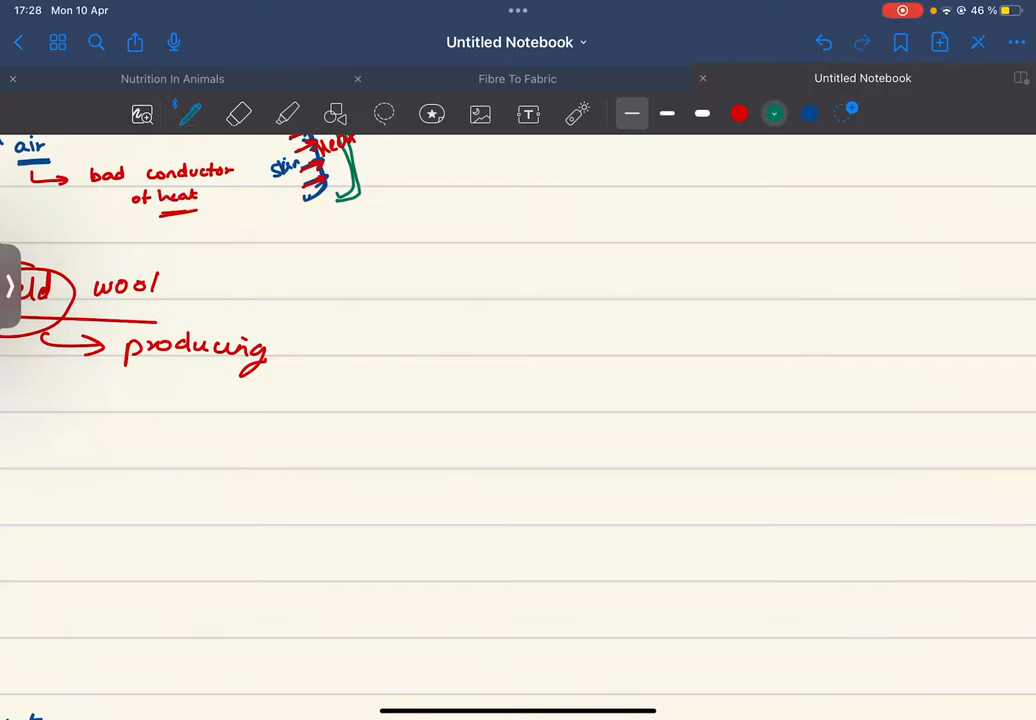 17:28 Mon 10 Apr
46 %
Untitled Notebook
Nutrition In Animals
Fibre To Fabric
Untitled Notebook
air
bad conductor
of heat
skin
heat
eld wool
producing